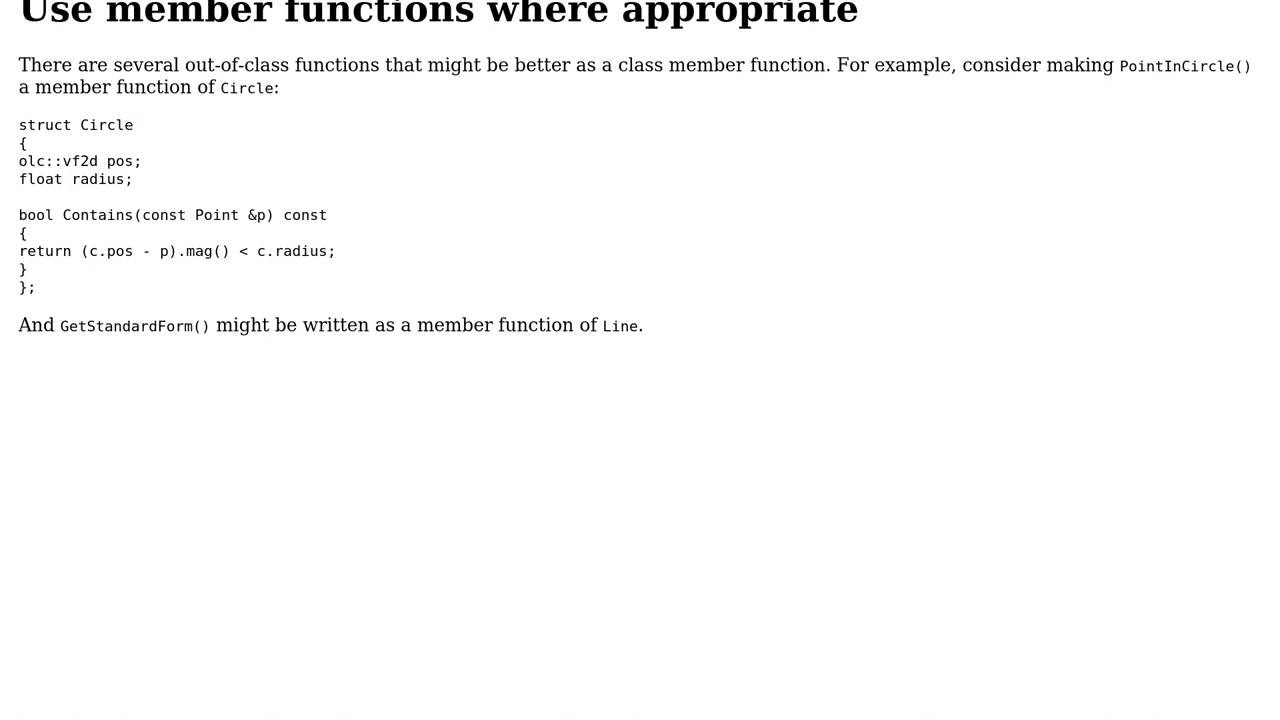 Use member functions where appropriate
There are several out-of-class functions that might be better as a class member function. For example, consider making PointInCircle()
a member function of Circle:
struct Circle
{
olc::vf2d pos;
float radius;
bool Contains(const Point &p) const
{
return (c.pos - p).mag() < c.radius;
}
};
And GetStandardForm() might be written as a member function of Line.